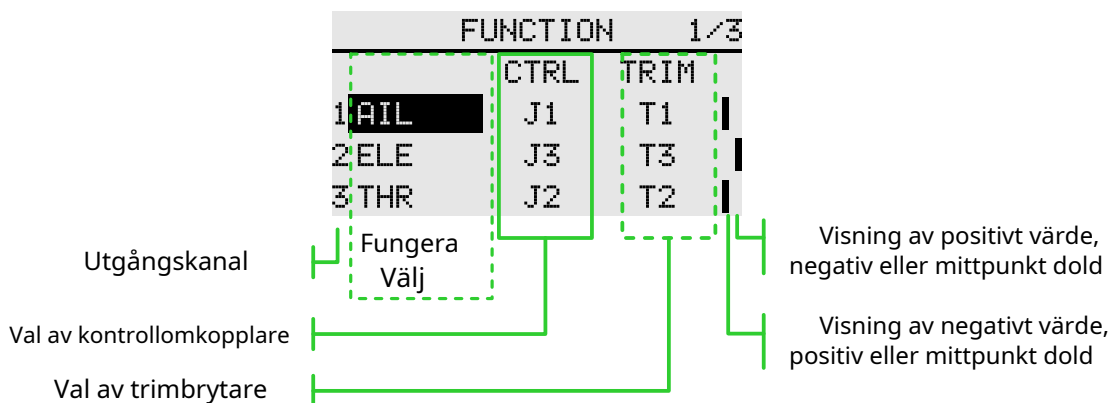 FUNCTION 1/3
CTRL TRIM
1 AIL J1 T1
2 ELE J3 T3
3 THR J2 T2
Utgångskanal
Fungera
Välj
Visning av positivt värde,
negativ eller mittpunkt dold
Val av kontrollomkopplare
Visning av negativt värde,
positiv eller mittpunkt dold
Val av trimbrytare